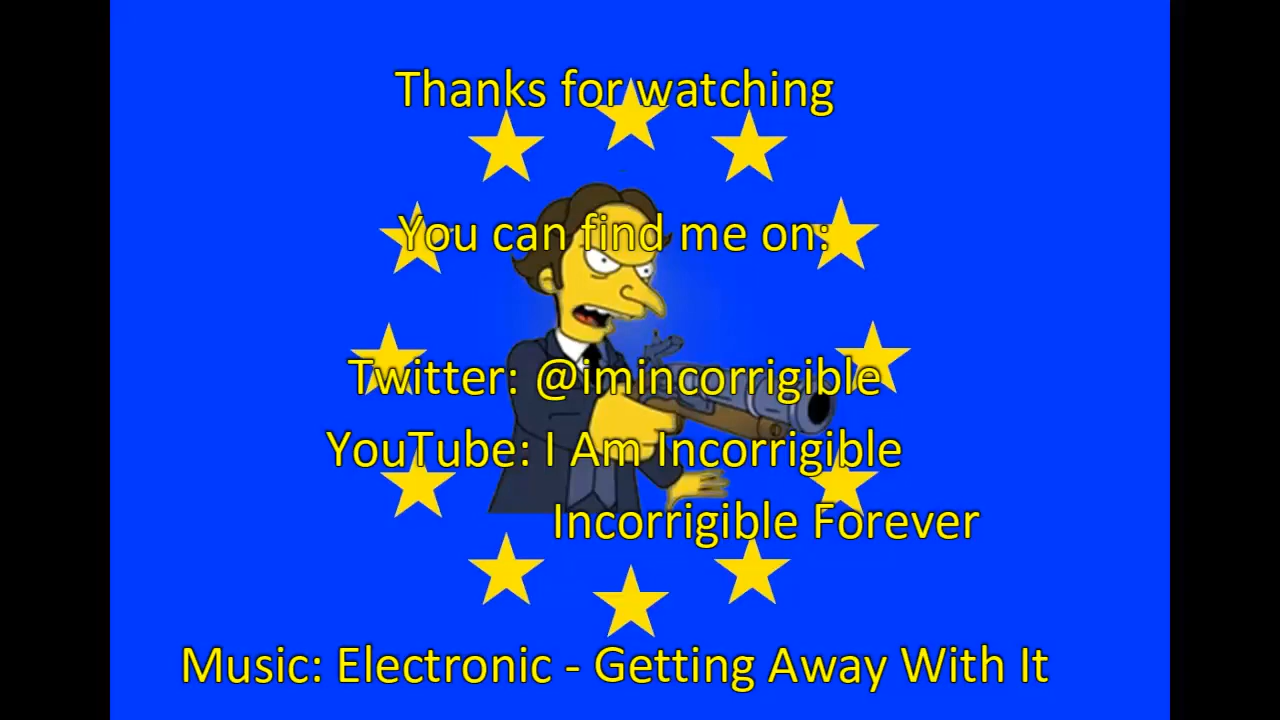 Thanks for watching
You can find me on:
Twitter: @imincorrigible
YouTube: I Am Incorrigible
Incorrigible Forever
Music: Electronic - Getting Away With It